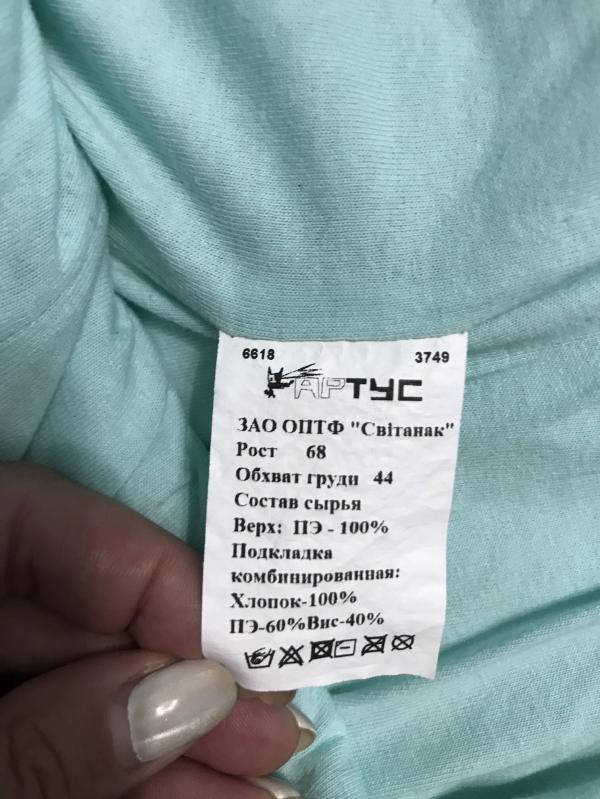 6618 3749
АРТУС
ЗАО ОПТФ "Світанак"
Рост 68
Обхват груди 44
Состав сырья
Верх: ПЭ - 100%
Подкладка
комбинированная:
Хлопок-100%
ПЭ-60%Вис-40%